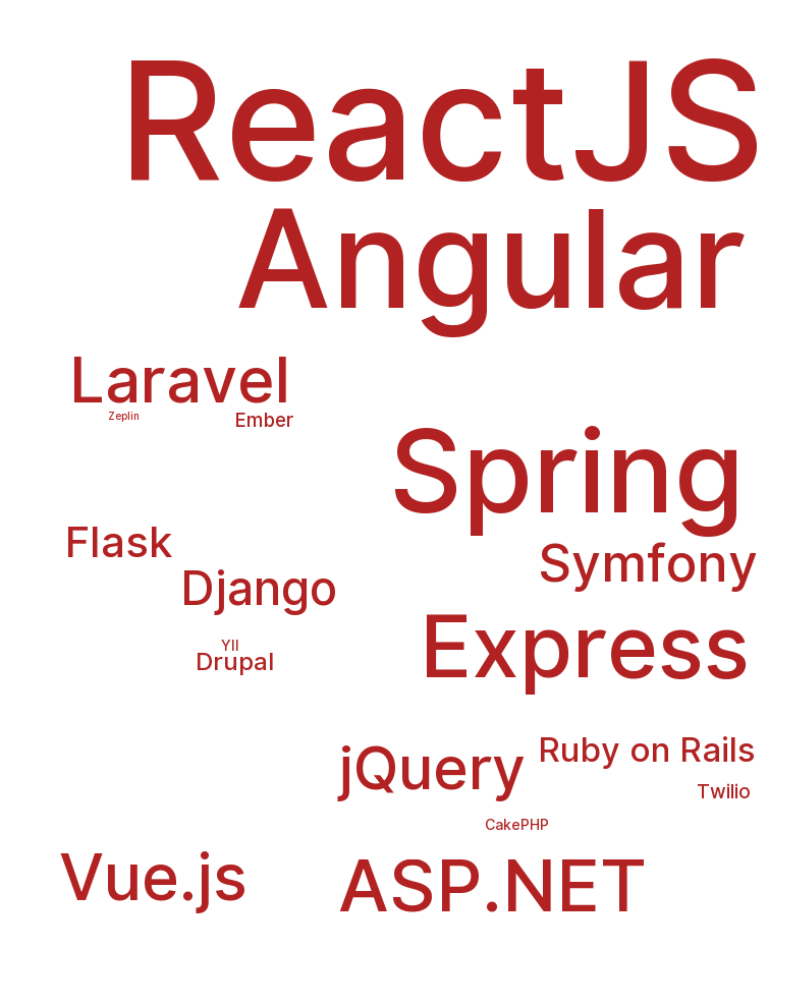 ReactJS
Angular
Laravel
Zeplin
Ember
Spring
Flask
Symfony
Django
Express
YII
Drupal
jQuery
Ruby on Rails
Twilio
CakePHP
Vue.js
ASP.NET